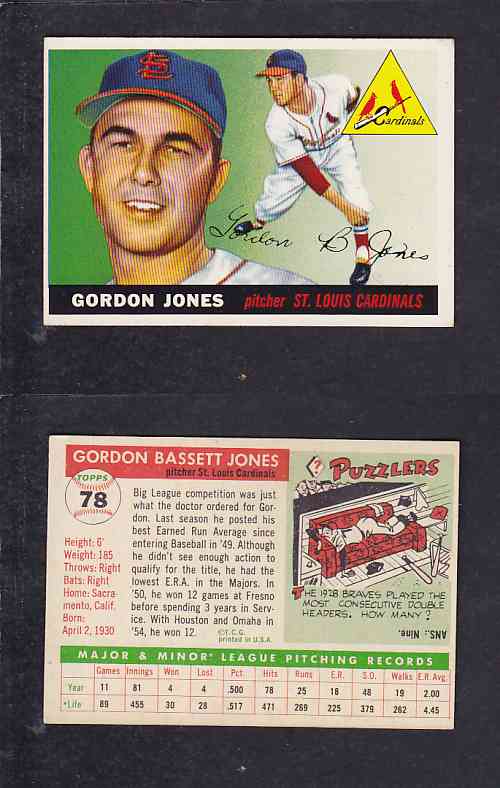 STL
Cardinals
Gordon B Jones
GORDON JONES pitcher ST. LOUIS CARDINALS
GORDON BASSETT JONES
pitcher St. Louis Cardinals
TOPPS
78
Height: 6'
Weight: 185
Throws: Right
Bats: Right
Home: Sacra-
mento, Calif.
Born:
April 2, 1930
Big League competition was just
what the doctor ordered for Gor-
don. Last season he posted his
best Earned Run Average since
entering Baseball in '49. Although
he didn't see enough action to
qualify for the title, he had the
lowest E.R.A. in the Majors. In
'50, he won 12 games at Fresno
before spending 3 years in Serv-
ice. With Houston and Omaha in
'54, he won 12.
©T.C.G.
printed in U.S.A.
?
PUZZLERS
THE 1928 BRAVES PLAYED THE
MOST CONSECUTIVE DOUBLE
HEADERS. HOW MANY?
ANS.: Nine.
MAJOR & MINOR LEAGUE PITCHING RECORDS
Games Innings Won Lost Pct. Hits Runs E.R. S.O. Walks E.R. Avg.
Year 11 81 4 4 .500 78 25 18 48 19 2.00
*Life 89 455 30 28 .517 471 269 225 379 262 4.45